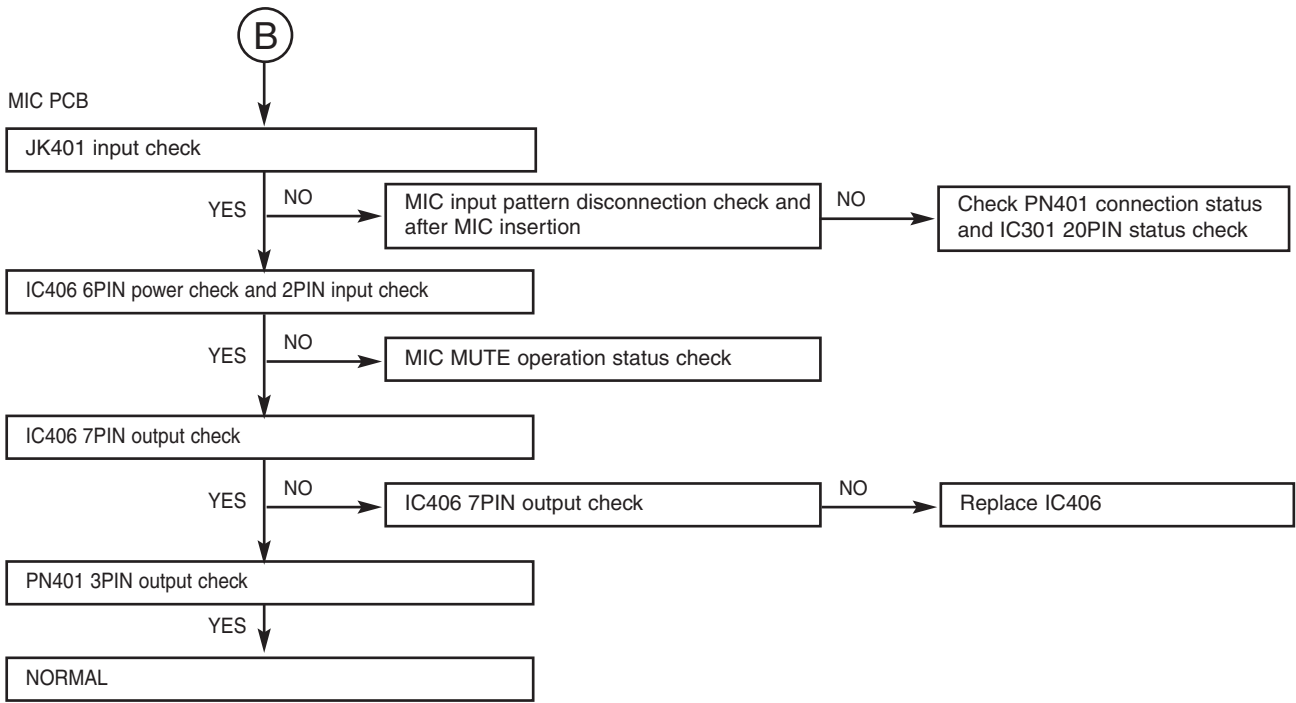 B
MIC PCB
JK401 input check
YES
NO
MIC input pattern disconnection check and
after MIC insertion
NO
Check PN401 connection status
and IC301 20PIN status check
IC406 6PIN power check and 2PIN input check
YES
NO
MIC MUTE operation status check
IC406 7PIN output check
YES
NO
IC406 7PIN output check
NO
Replace IC406
PN401 3PIN output check
YES
NORMAL